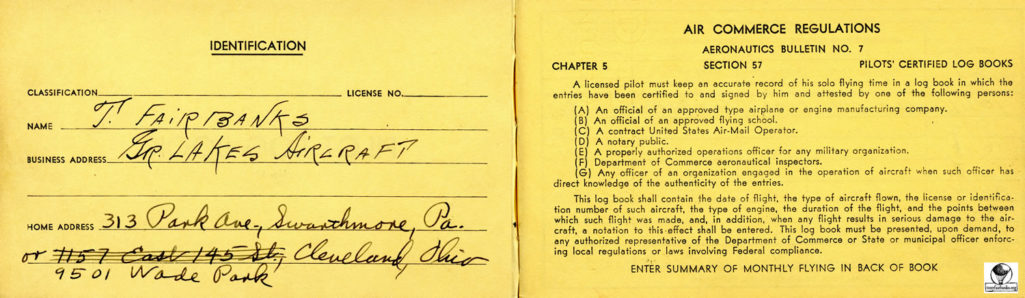 IDENTIFICATION
CLASSIFICATION LICENSE NO.
NAME T. FAIRBANKS
BUSINESS ADDRESS GR. LAKES AIRCRAFT
HOME ADDRESS 313 Park Ave., Swarthmore, Pa.
or 1157 East 145 St., Cleveland, Ohio
9501 Wade Park
AIR COMMERCE REGULATIONS
AERONAUTICS BULLETIN NO. 7
CHAPTER 5 SECTION 57 PILOTS' CERTIFIED LOG BOOKS
A licensed pilot must keep an accurate record of his solo flying time in a log book in which the
entries have been certified to and signed by him and attested by one of the following persons:
(A) An official of an approved type airplane or engine manufacturing company.
(B) An official of an approved flying school.
(C) A contract United States Air-Mail Operator.
(D) A notary public.
(E) A properly authorized operations officer for any military organization.
(F) Department of Commerce aeronautical inspectors.
(G) Any officer of an organization engaged in the operation of aircraft when such officer has
direct knowledge of the authenticity of the entries.
This log book shall contain the date of flight, the type of aircraft flown, the license or identifica-
tion number of such aircraft, the type of engine, the duration of the flight, and the points between
which such flight was made, and, in addition, when any flight results in serious damage to the air-
craft, a notation to this effect shall be entered. This log book must be presented, upon demand, to
any authorized representative of the Department of Commerce or State or municipal officer enforc-
ing local regulations or laws involving Federal compliance.
ENTER SUMMARY OF MONTHLY FLYING IN BACK OF BOOK